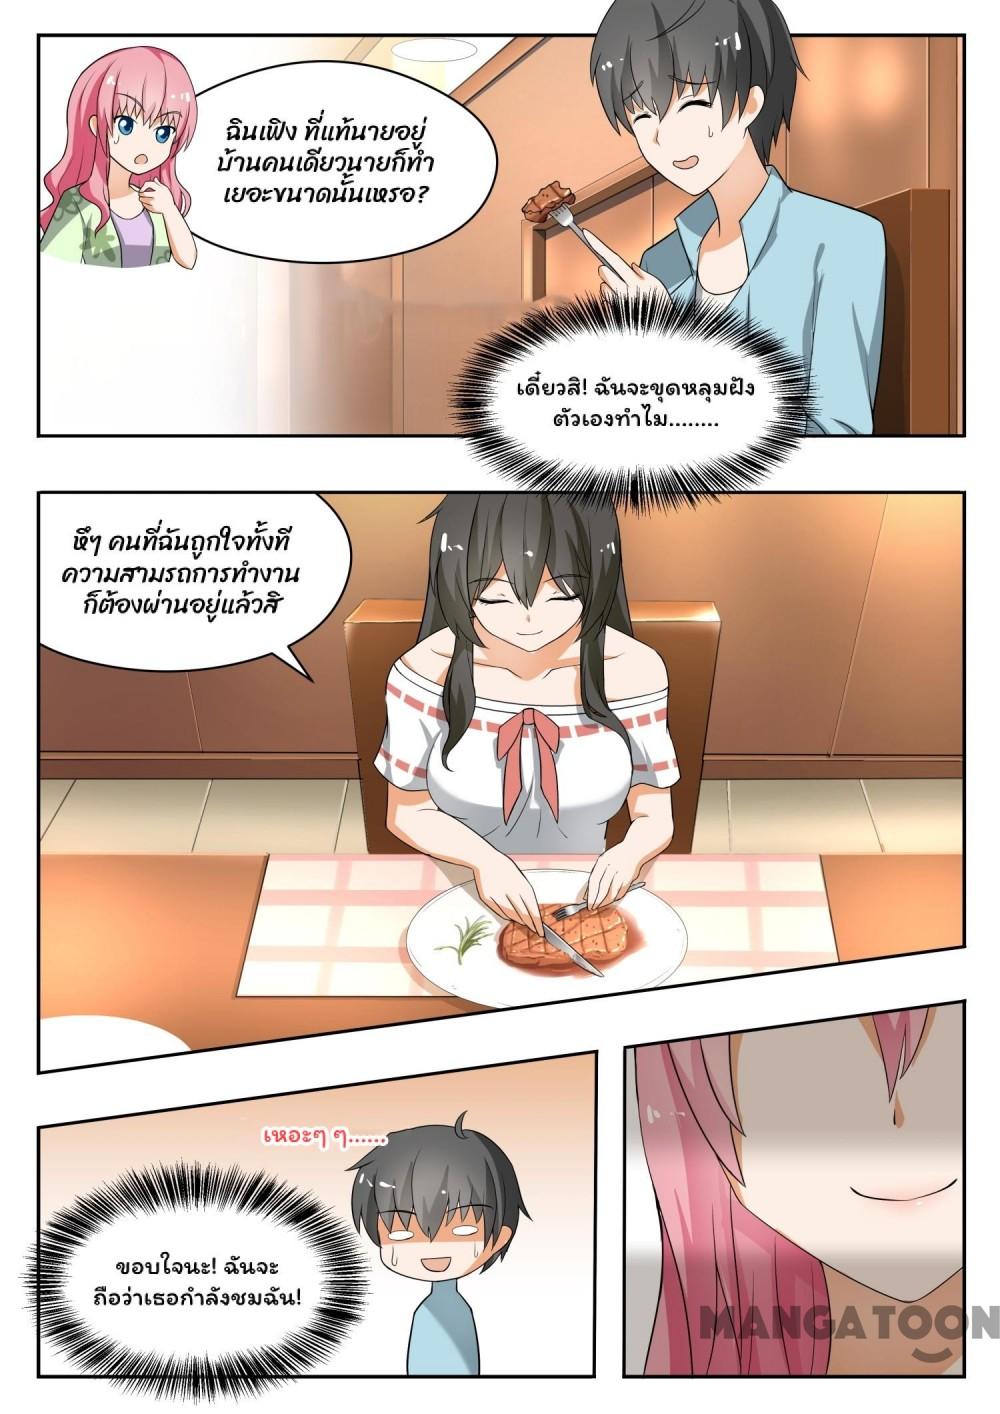 ฉินเฟิง ที่แท้นายอยู่
บ้านคนเดียวนายก็ทำ
เยอะขนาดนั้นเหรอ?
เดี๋ยวสิ! ฉันจะขุดหลุมฝัง
ตัวเองทำไม........
หึๆ คนที่ฉันถูกใจทั้งที
ความสามรถการทำงาน
ก็ต้องผ่านอยู่แล้วสิ
เหอะๆ ๆ......
ขอบใจนะ! ฉันจะ
ถือว่าเธอกำลังชมฉัน!
MANGATOON